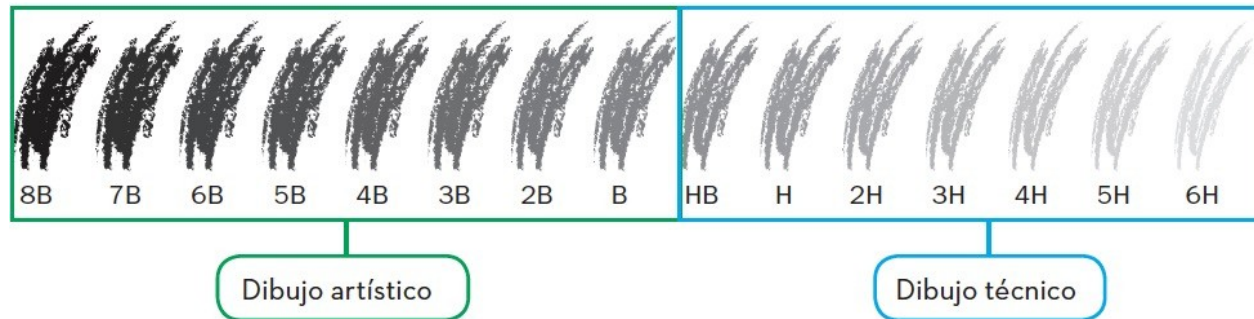 8B 7B 6B 5B 4B 3B 2B B HB H 2H 3H 4H 5H 6H
Dibujo artístico
Dibujo técnico